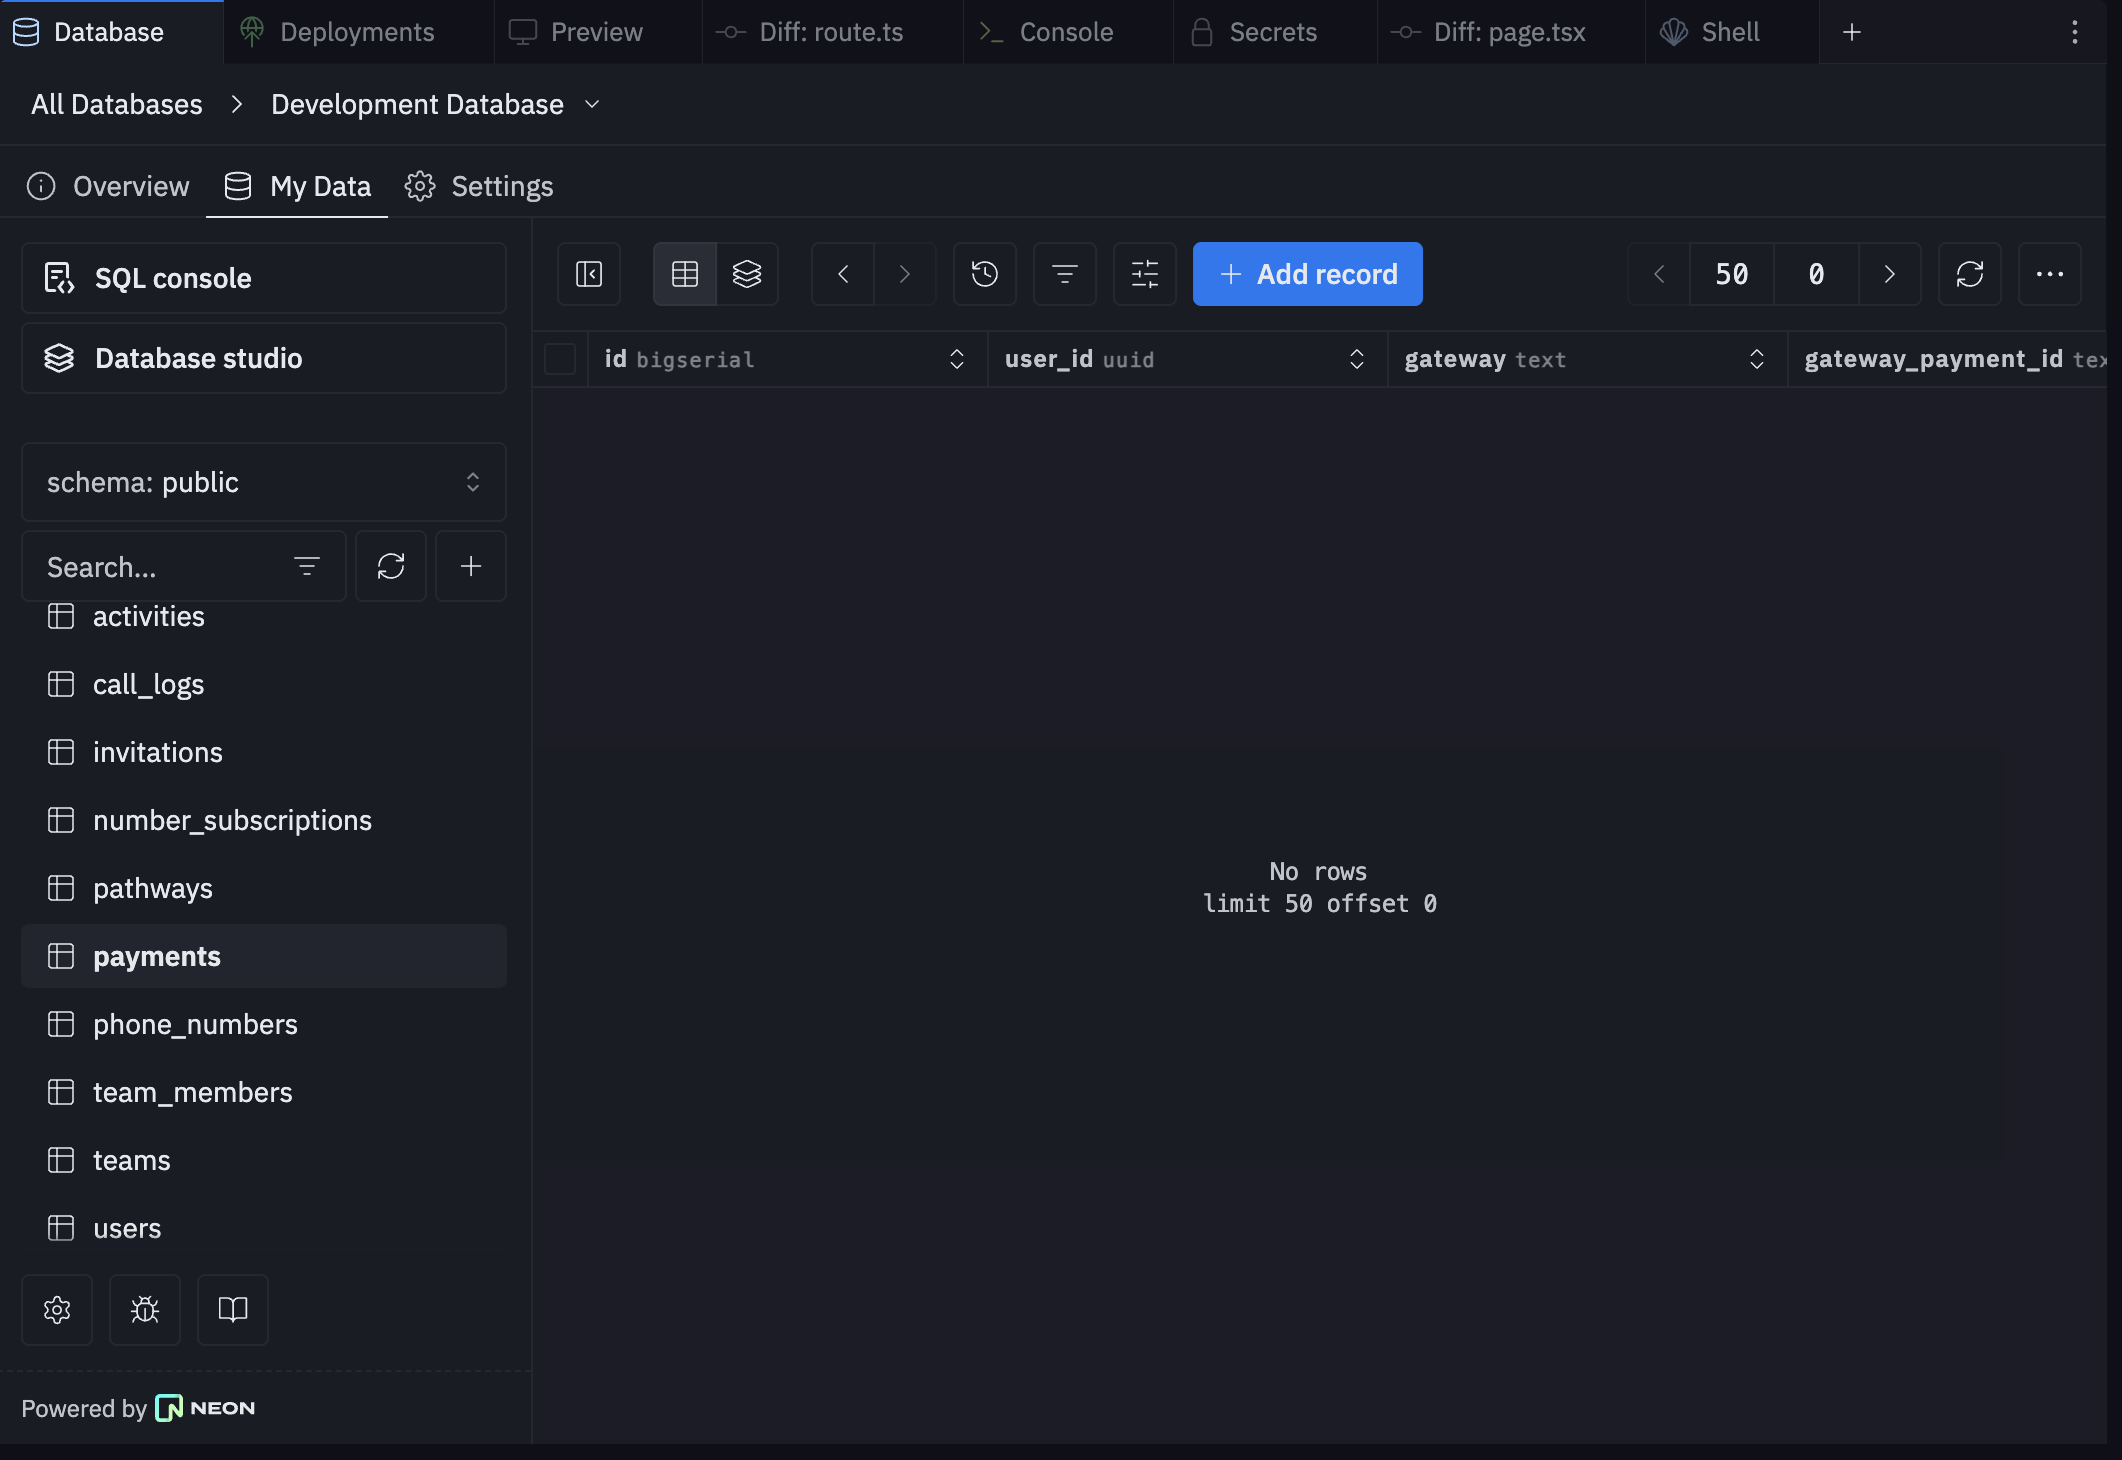 Database
Deployments
Preview
Diff: route.ts
Console
Secrets
Diff: page.tsx
Shell
All Databases > Development Database
Overview
My Data
Settings
SQL console
Database studio
schema: public
Search...
activities
call_logs
invitations
number_subscriptions
pathways
payments
phone_numbers
team_members
teams
users
Powered by NEON
+ Add record
50
0
id bigserial
user_id uuid
gateway text
gateway_payment_id tex
No rows
limit 50 offset 0